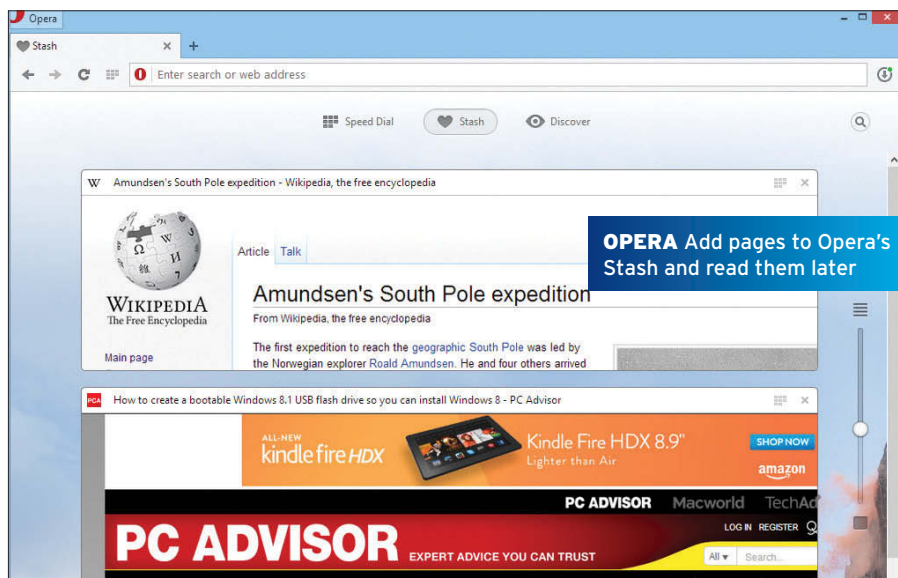 Opera
Stash
Enter search or web address
Speed Dial
Stash
Discover
W Amundsen's South Pole expedition - Wikipedia, the free encyclopedia
OPERA Add pages to Opera's
Stash and read them later
Ω W И
WIKIPEDIA
The Free Encyclopedia
Main page
Article Talk
Amundsen's South Pole expedition
From Wikipedia, the free encyclopedia
The first expedition to reach the geographic South Pole was led by
the Norwegian explorer Roald Amundsen. He and four others arrived
PCA How to create a bootable Windows 8.1 USB flash drive so you can install Windows 8 - PC Advisor
ALL-NEW
kindle fire HDX
Kindle Fire HDX 8.9"
Lighter than Air
SHOP NOW
amazon
PC ADVISOR Macworld TechAd
LOG IN REGISTER
PC ADVISOR EXPERT ADVICE YOU CAN TRUST
All Search...